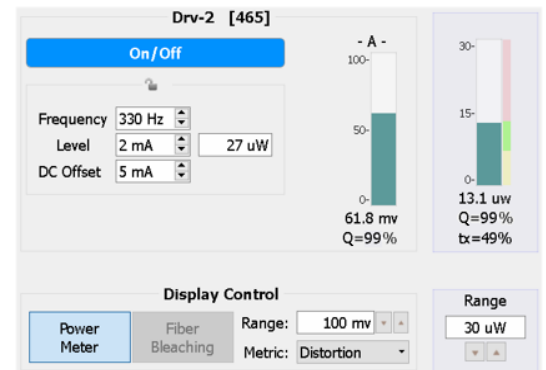 Drv-2 [465]
On/Off
Frequency 330 Hz
Level 2 mA 27 uW
DC Offset 5 mA
- A -
100-
50-
0-
61.8 mv
Q=99%
30-
15-
0-
13.1 uw
Q=99%
tx=49%
Display Control
Power Meter
Fiber Bleaching
Range: 100 mv
Metric: Distortion
Range
30 uW